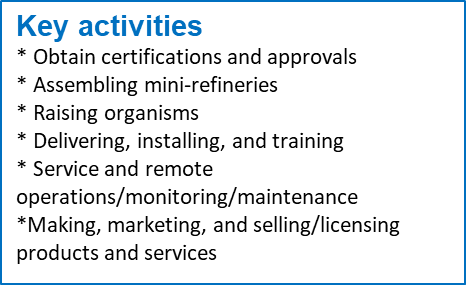 Key activities
* Obtain certifications and approvals
* Assembling mini-refineries
* Raising organisms
* Delivering, installing, and training
* Service and remote
operations/monitoring/maintenance
*Making, marketing, and selling/licensing
products and services